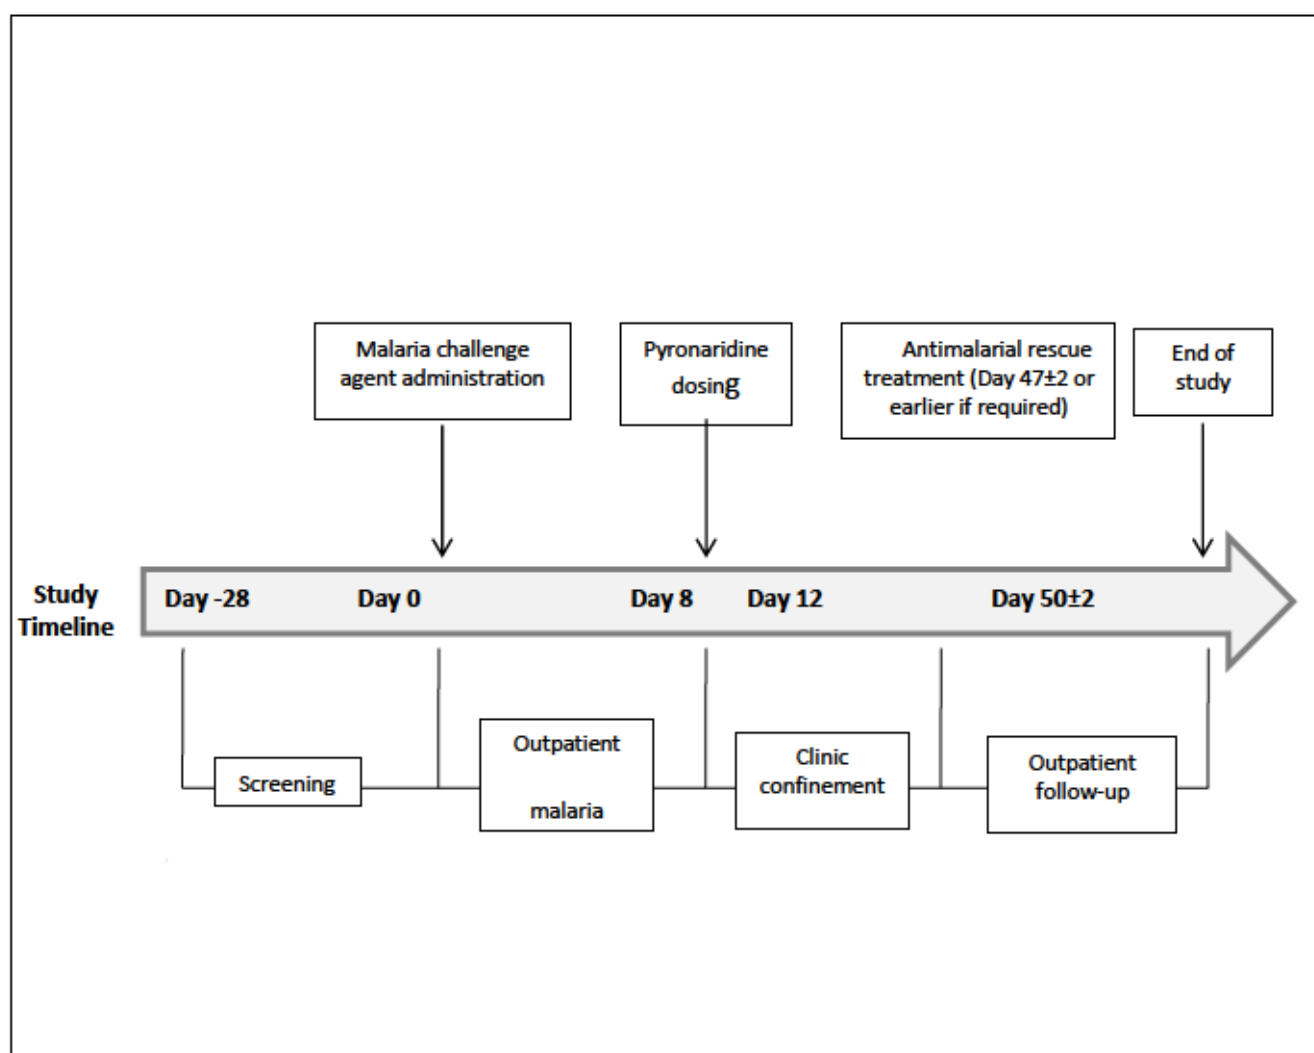 Malaria challenge
agent administration
Pyronaridine
dosing
Antimalarial rescue
treatment (Day 47±2 or
earlier if required)
End of
study
Study
Timeline
Day -28
Day 0
Day 8
Day 12
Day 50±2
Screening
Outpatient
malaria
Clinic
confinement
Outpatient
follow-up